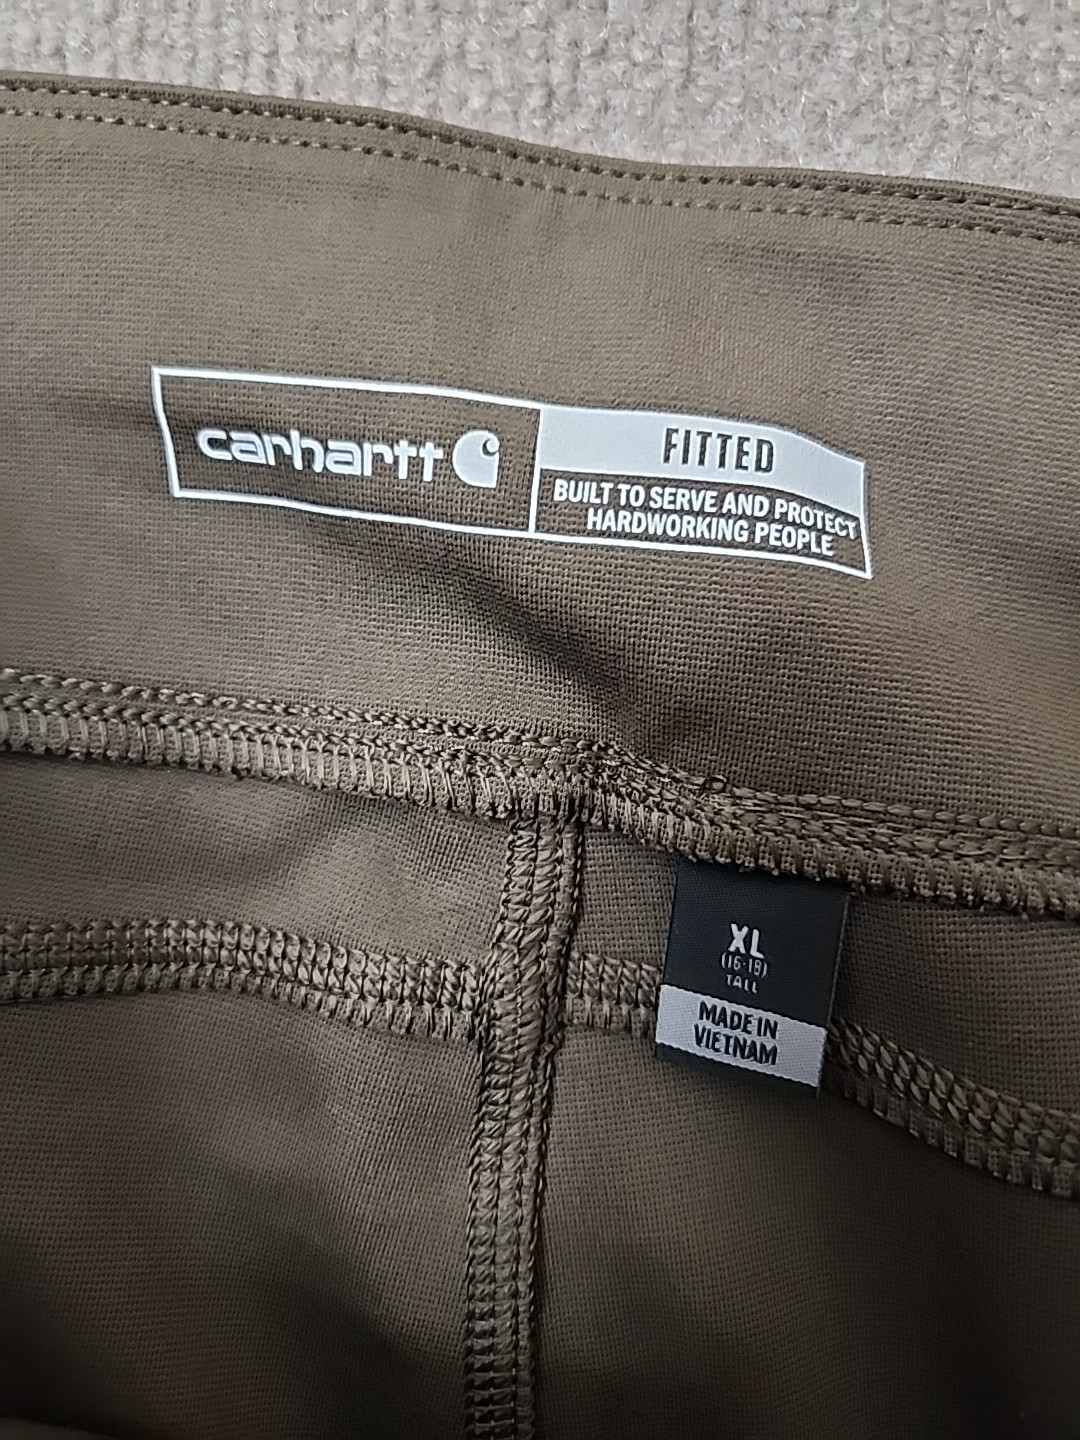 carhartt
FITTED
BUILT TO SERVE AND PROTECT
HARDWORKING PEOPLE
XL
(16-18)
TALL
MADE IN
VIETNAM